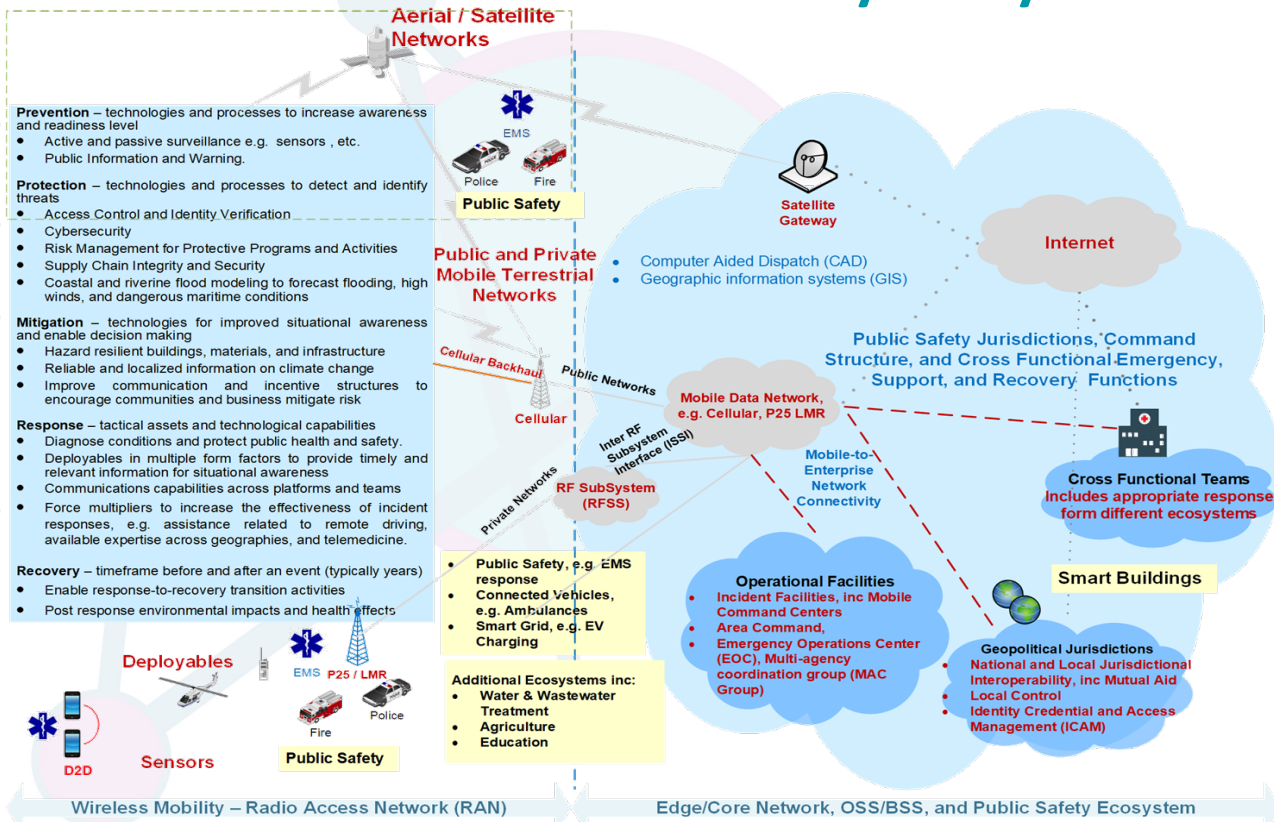 Aerial / Satellite
Networks
Prevention – technologies and processes to increase awareness
and readiness level
• Active and passive surveillance e.g. sensors , etc.
• Public Information and Warning.
Protection – technologies and processes to detect and identify
threats
• Access Control and Identity Verification
• Cybersecurity
• Risk Management for Protective Programs and Activities
• Supply Chain Integrity and Security
• Coastal and riverine flood modeling to forecast flooding, high
winds, and dangerous maritime conditions
Mitigation – technologies for improved situational awareness
and enable decision making
• Hazard resilient buildings, materials, and infrastructure
• Reliable and localized information on climate change
• Improve communication and incentive structures to
encourage communities and business mitigate risk
Response – tactical assets and technological capabilities
• Diagnose conditions and protect public health and safety.
• Deployables in multiple form factors to provide timely and
relevant information for situational awareness
• Communications capabilities across platforms and teams
• Force multipliers to increase the effectiveness of incident
responses, e.g. assistance related to remote driving,
available expertise across geographies, and telemedicine.
Recovery – timeframe before and after an event (typically years)
• Enable response-to-recovery transition activities
• Post response environmental impacts and health effects
EMS
Police
Fire
Public Safety
Public and Private
Mobile Terrestrial
Networks
Cellular Backhaul
Cellular
Public Networks
Satellite
Gateway
Internet
• Computer Aided Dispatch (CAD)
• Geographic information systems (GIS)
Public Safety Jurisdictions, Command
Structure, and Cross Functional Emergency,
Support, and Recovery Functions
Mobile Data Network,
e.g. Cellular, P25 LMR
Inter RF
Subsystem
Interface (ISSI)
Private Networks
RF SubSystem
(RFSS)
Mobile-to-
Enterprise
Network
Connectivity
Cross Functional Teams
Includes appropriate response
form different ecosystems
Smart Buildings
• Public Safety, e.g. EMS
response
• Connected Vehicles,
e.g. Ambulances
• Smart Grid, e.g. EV
Charging
Additional Ecosystems inc:
• Water & Wastewater
Treatment
• Agriculture
• Education
Operational Facilities
• Incident Facilities, inc Mobile
Command Centers
• Area Command,
• Emergency Operations Center
(EOC), Multi-agency
coordination group (MAC
Group)
Geopolitical Jurisdictions
• National and Local Jurisdictional
Interoperability, inc Mutual Aid
• Local Control
• Identity Credential and Access
Management (ICAM)
Deployables
EMS
P25 / LMR
Fire
Police
Public Safety
D2D
Sensors
Wireless Mobility – Radio Access Network (RAN)
Edge/Core Network, OSS/BSS, and Public Safety Ecosystem